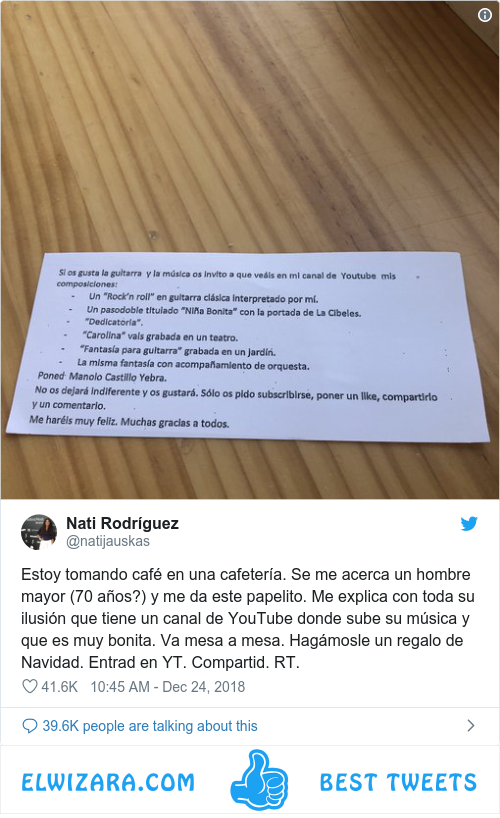 Si os gusta la guitarra y la música os invito a que veáis en mi canal de Youtube mis
composiciones:
- Un "Rock'n roll" en guitarra clásica interpretado por mí.
- Un pasodoble titulado "Niña Bonita" con la portada de La Cibeles.
- "Dedicatoria".
- "Carolina" vals grabada en un teatro.
- "Fantasía para guitarra" grabada en un jardín.
- La misma fantasía con acompañamiento de orquesta.
Poned Manolo Castillo Yebra.
No os dejará indiferente y os gustará. Sólo os pido subscribirse, poner un like, compartirlo
y un comentario.
Me haréis muy feliz. Muchas gracias a todos.
Nati Rodríguez
@natijauskas
Estoy tomando café en una cafetería. Se me acerca un hombre
mayor (70 años?) y me da este papelito. Me explica con toda su
ilusión que tiene un canal de YouTube donde sube su música y
que es muy bonita. Va mesa a mesa. Hagámosle un regalo de
Navidad. Entrad en YT. Compartid. RT.
41.6K 10:45 AM - Dec 24, 2018
39.6K people are talking about this
ELWIZARA.COM BEST TWEETS